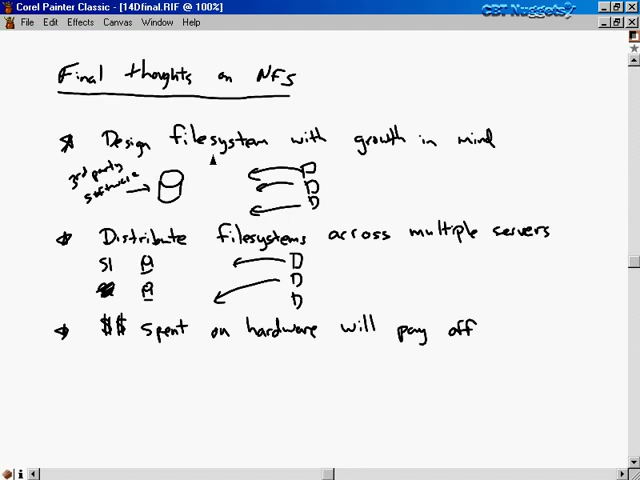 Corel Painter Classic - [14Dfinal.RIF @ 100%]
CBT Nuggets
File Edit Effects Canvas Window Help
Final thoughts on NFS
* Design filesystem with growth in mind
3rd party
software
* Distribute filesystems across multiple servers
S1
* $$ spent on hardware will pay off